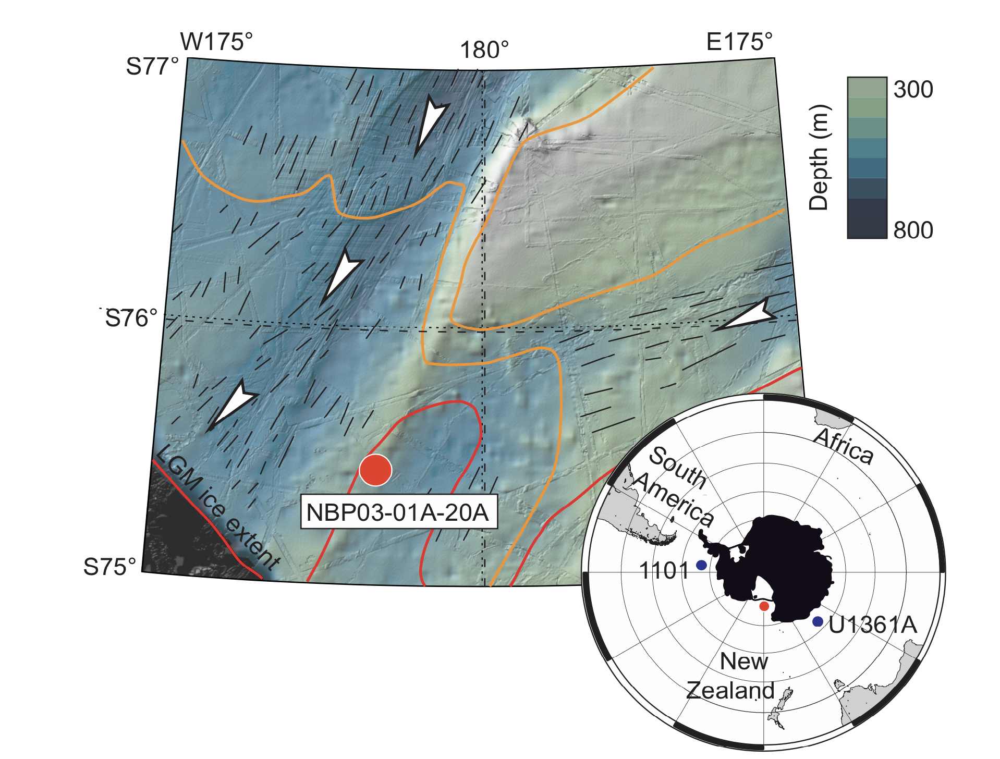 W175°
180°
E175°
S77°
300
Depth (m)
800
S76°
LGM ice extent
NBP03-01A-20A
S75°
Africa
South
America
1101
U1361A
New
Zealand